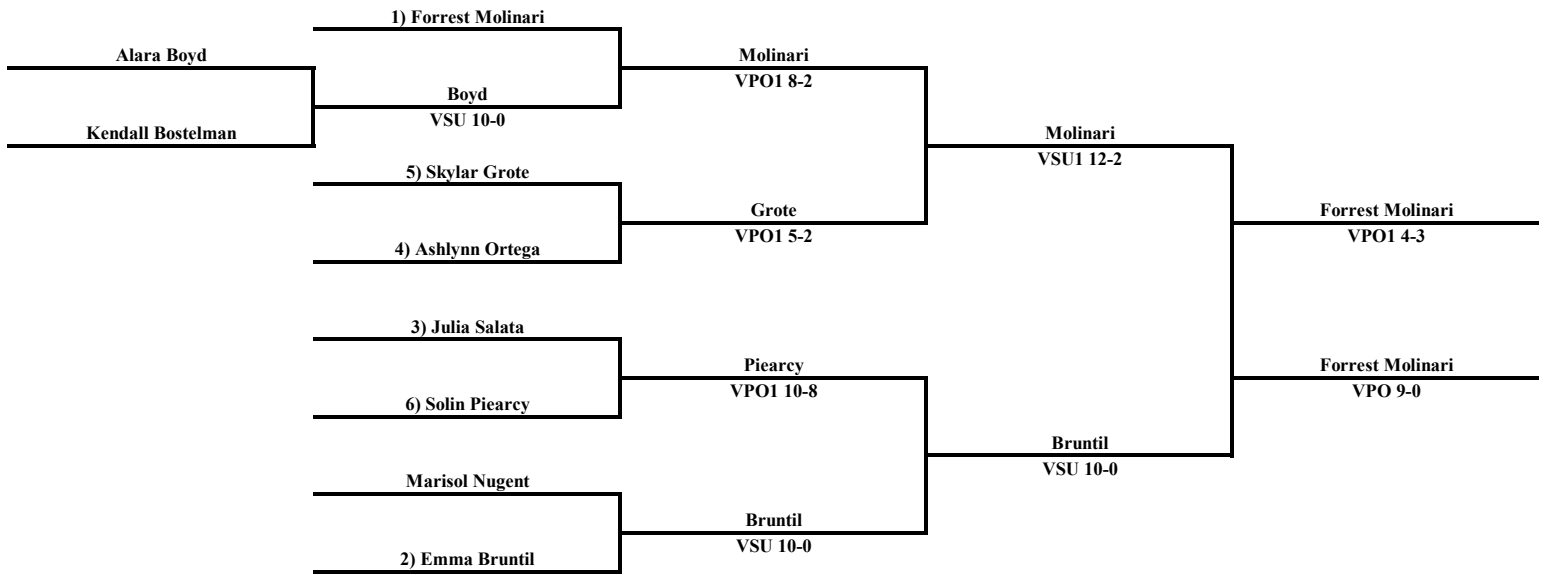 1) Forrest Molinari
Alara Boyd
Molinari
VPO1 8-2
Boyd
VSU 10-0
Kendall Bostelman
Molinari
VSU1 12-2
5) Skylar Grote
Grote
VPO1 5-2
Forrest Molinari
VPO1 4-3
4) Ashlynn Ortega
3) Julia Salata
Piearcy
VPO1 10-8
Forrest Molinari
VPO 9-0
6) Solin Piearcy
Bruntil
VSU 10-0
Marisol Nugent
Bruntil
VSU 10-0
2) Emma Bruntil